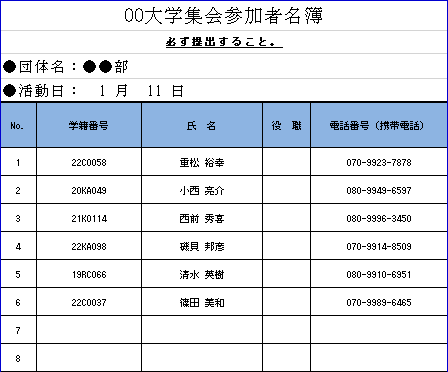 00大学集会参加者名簿
必ず提出すること。
●団体名：●●部
●活動日： 1 月 11 日
No. 学籍番号 氏 名 役 職 電話番号（携帯電話）
1 22C0058 重松 裕幸 070-9923-7878
2 20KA049 小西 亮介 080-9949-6597
3 21K0114 西前 秀喜 080-9996-3450
4 22KA098 磯貝 邦彦 070-9914-8509
5 19RC066 清水 英樹 080-9910-6951
6 22C0037 篠田 美和 070-9989-6465
7
8